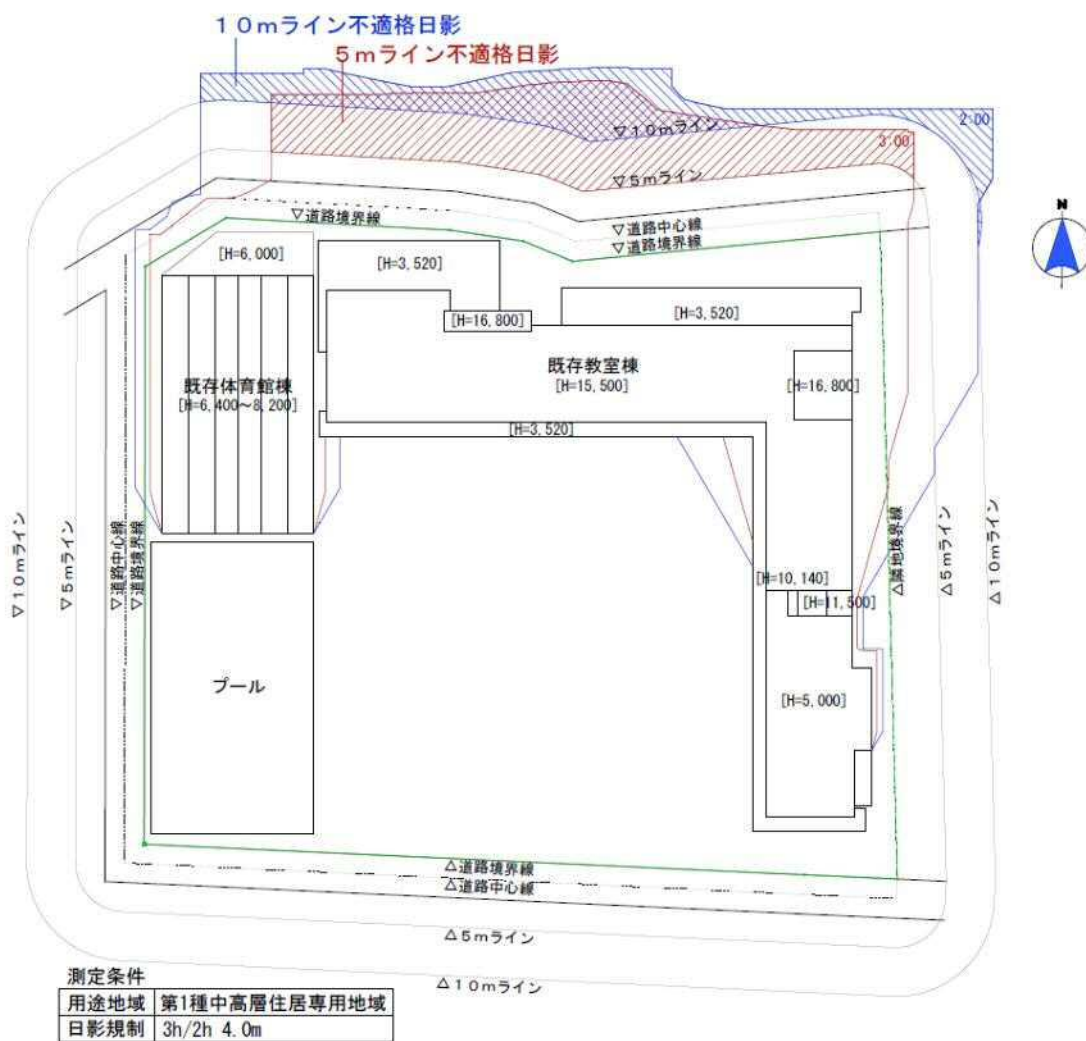 １０ｍライン不適格日影
５ｍライン不適格日影
2:00
▽１０ｍライン
3:00
▽５ｍライン
N
▽道路境界線
▽道路中心線
▽道路境界線
[H=6,000]
[H=3,520]
[H=16,800]
[H=3,520]
既存教室棟
[H=15,500]
[H=16,800]
既存体育館棟
[H=6,400～8,200]
[H=3,520]
▽１０ｍライン
▽５ｍライン
▽道路中心線
▽道路境界線
△隣地境界線
△５ｍライン
△１０ｍライン
[H=10,140]
[H=11,500]
プール
[H=5,000]
△道路境界線
△道路中心線
△５ｍライン
△１０ｍライン
測定条件
用途地域 第1種中高層住居専用地域
日影規制 3h/2h 4.0m